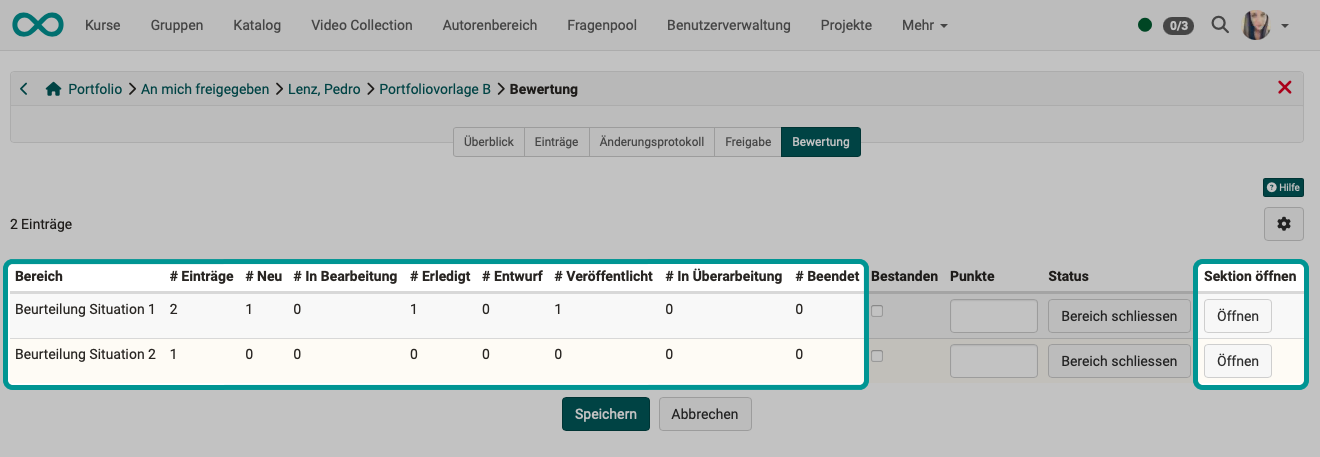 Kurse Gruppen Katalog Video Collection Autorenbereich Fragenpool Benutzerverwaltung Projekte Mehr 0/3
Portfolio An mich freigegeben Lenz, Pedro Portfoliovorlage B Bewertung
Überblick Einträge Änderungsprotokoll Freigabe Bewertung
Hilfe
2 Einträge
Bereich # Einträge # Neu # In Bearbeitung # Erledigt # Entwurf # Veröffentlicht # In Überarbeitung # Beendet Bestanden Punkte Status Sektion öffnen
Beurteilung Situation 1 2 1 0 1 0 1 0 0 Bereich schliessen Öffnen
Beurteilung Situation 2 1 0 0 0 0 0 0 0 Bereich schliessen Öffnen
Speichern Abbrechen